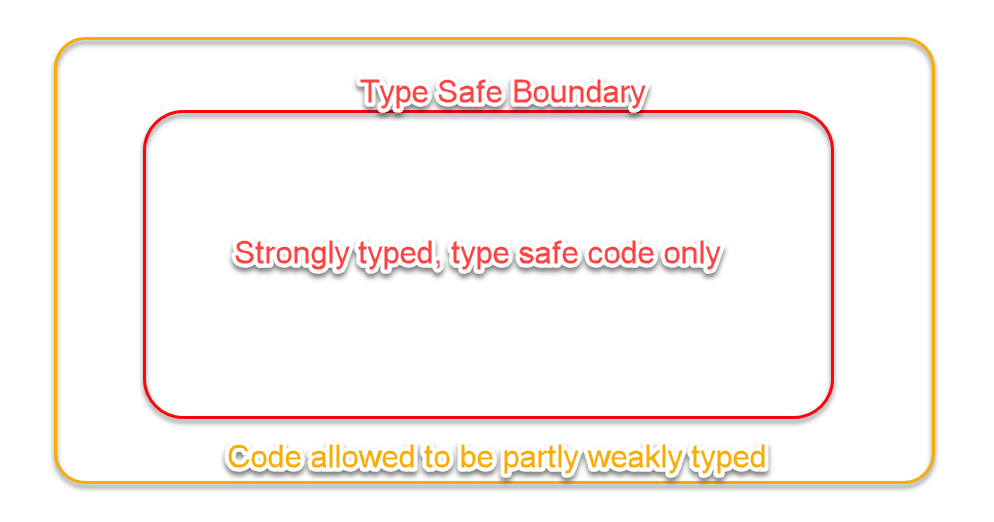 Type Safe Boundary
Strongly typed, type safe code only
Code allowed to be partly weakly typed